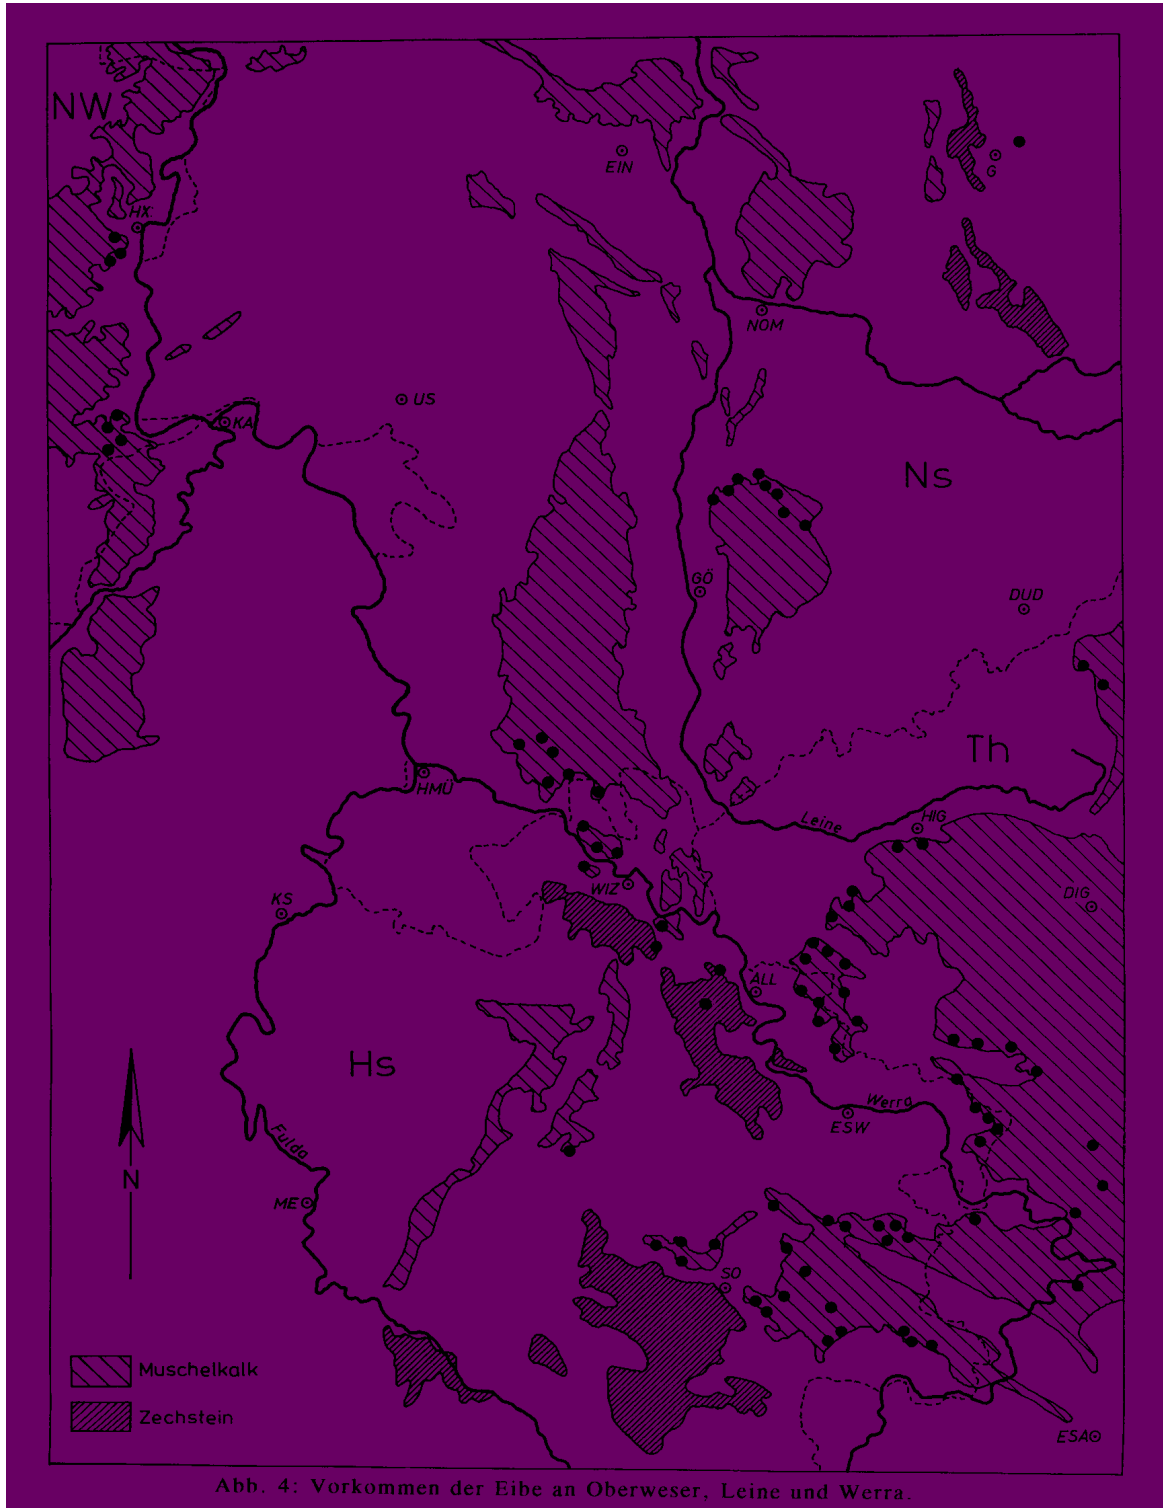 NW
EIN
G
HX
NOM
US
KA
Ns
GÖ
DUD
Th
HMÜ
Leine
HIG
KS
WIZ
DIG
ALL
Hs
Werra
ESW
Fulda
N
ME
SO
Muschelkalk
Zechstein
ESA
Abb. 4: Vorkommen der Eibe an Oberweser, Leine und Werra.